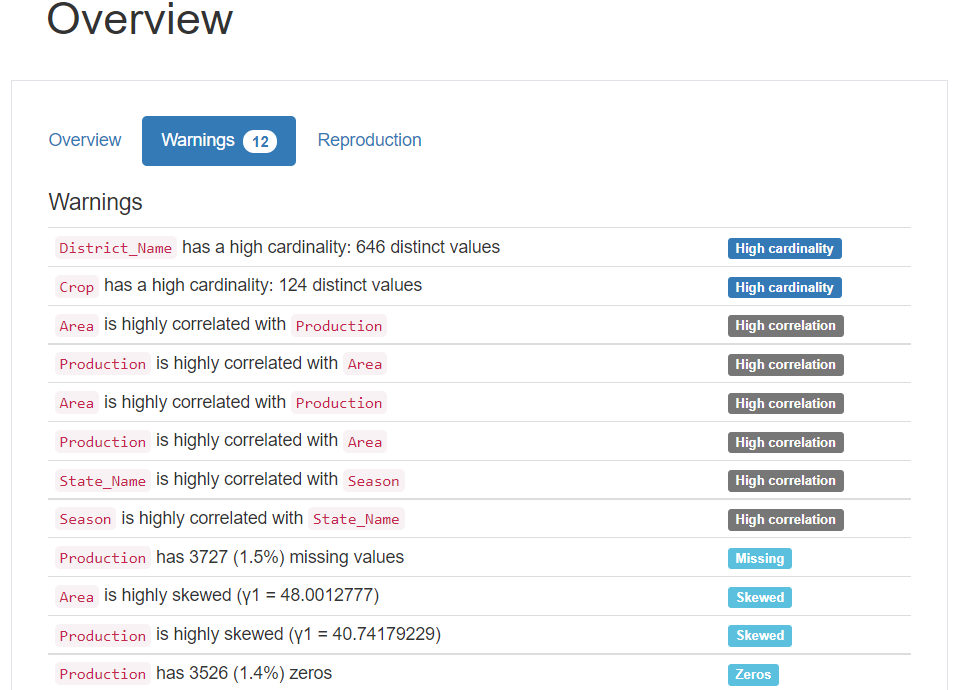 Overview
Overview Warnings 12 Reproduction
Warnings
District_Name has a high cardinality: 646 distinct values High cardinality
Crop has a high cardinality: 124 distinct values High cardinality
Area is highly correlated with Production High correlation
Production is highly correlated with Area High correlation
Area is highly correlated with Production High correlation
Production is highly correlated with Area High correlation
State_Name is highly correlated with Season High correlation
Season is highly correlated with State_Name High correlation
Production has 3727 (1.5%) missing values Missing
Area is highly skewed (γ1 = 48.0012777) Skewed
Production is highly skewed (γ1 = 40.74179229) Skewed
Production has 3526 (1.4%) zeros Zeros